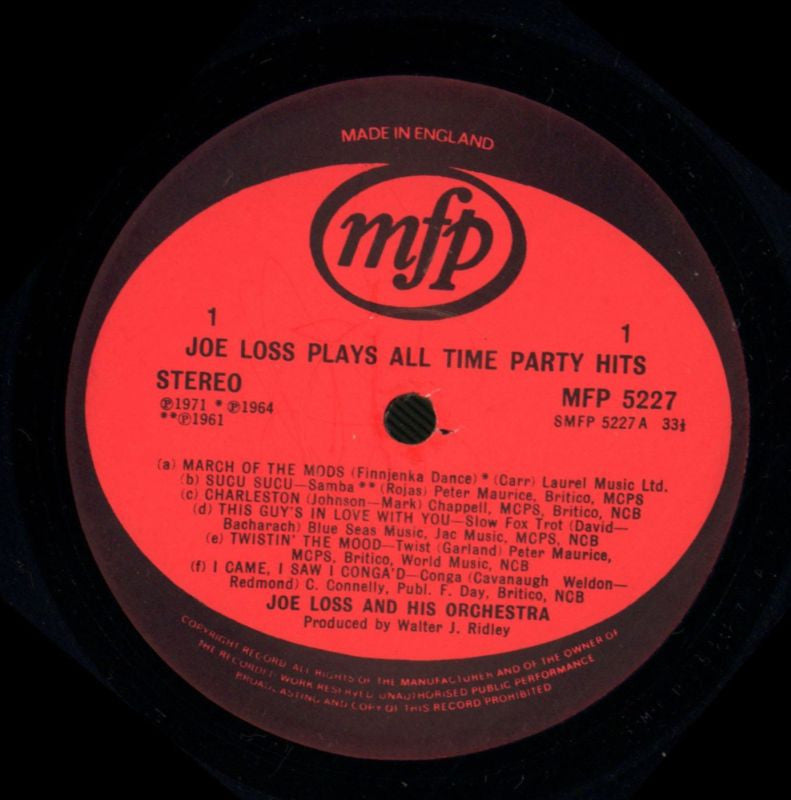 MADE IN ENGLAND
mfp
1 1
JOE LOSS PLAYS ALL TIME PARTY HITS
STEREO MFP 5227
℗1971 * ℗1964 SMFP 5227 A 33⅓
**℗1961
(a) MARCH OF THE MODS (Finnjenka Dance) * (Carr) Laurel Music Ltd.
(b) SUCU SUCU—Samba ** (Rojas) Peter Maurice, Britico, MCPS
(c) CHARLESTON (Johnson—Mark) Chappell, MCPS, Britico, NCB
(d) THIS GUY'S IN LOVE WITH YOU—Slow Fox Trot (David—
Bacharach) Blue Seas Music, Jac Music, MCPS, NCB
(e) TWISTIN' THE MOOD—Twist (Garland) Peter Maurice,
MCPS, Britico, World Music, NCB
(f) I CAME, I SAW I CONGA'D—Conga (Cavanaugh Weldon—
Redmond) C. Connelly, Publ. F. Day, Britico, NCB
JOE LOSS AND HIS ORCHESTRA
Produced by Walter J. Ridley
COPYRIGHT RECORD ALL RIGHTS OF THE MANUFACTURER AND OF THE OWNER OF
THE RECORDED WORK RESERVED UNAUTHORISED PUBLIC PERFORMANCE
BROADCASTING AND COPY OF THIS RECORD PROHIBITED